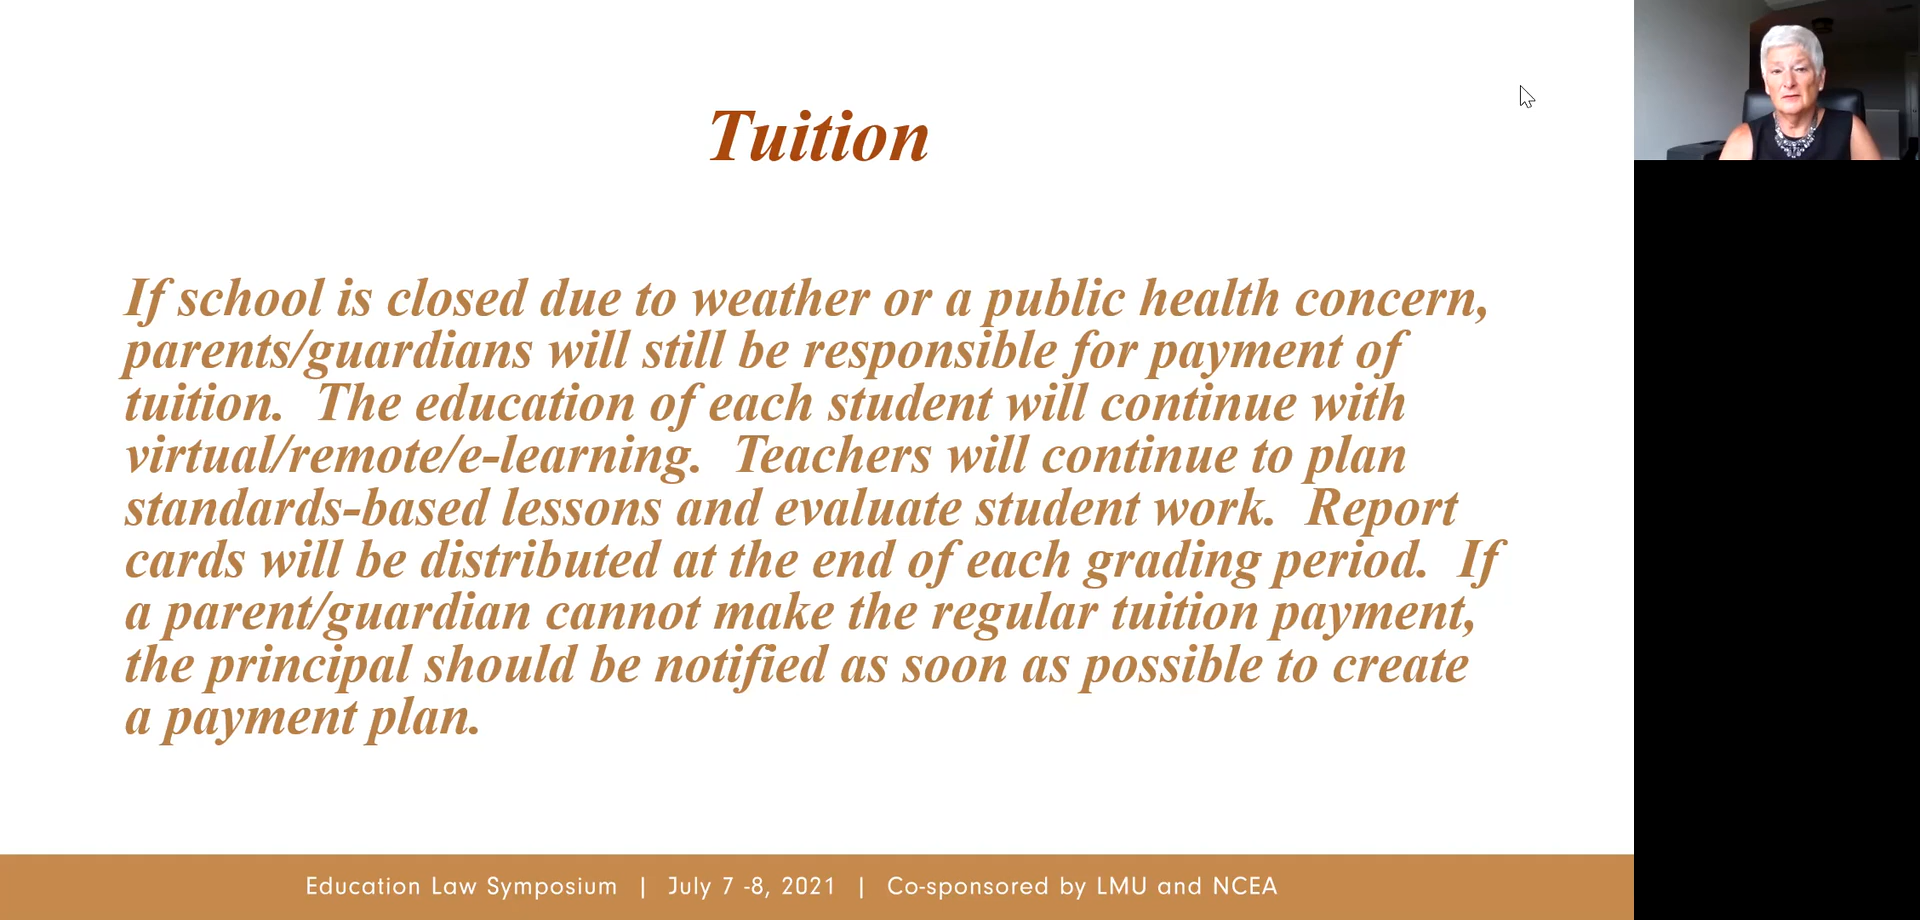 Tuition
If school is closed due to weather or a public health concern,
parents/guardians will still be responsible for payment of
tuition.  The education of each student will continue with
virtual/remote/e-learning.  Teachers will continue to plan
standards-based lessons and evaluate student work.  Report
cards will be distributed at the end of each grading period.  If
a parent/guardian cannot make the regular tuition payment,
the principal should be notified as soon as possible to create
a payment plan.
Education Law Symposium | July 7 -8, 2021 | Co-sponsored by LMU and NCEA